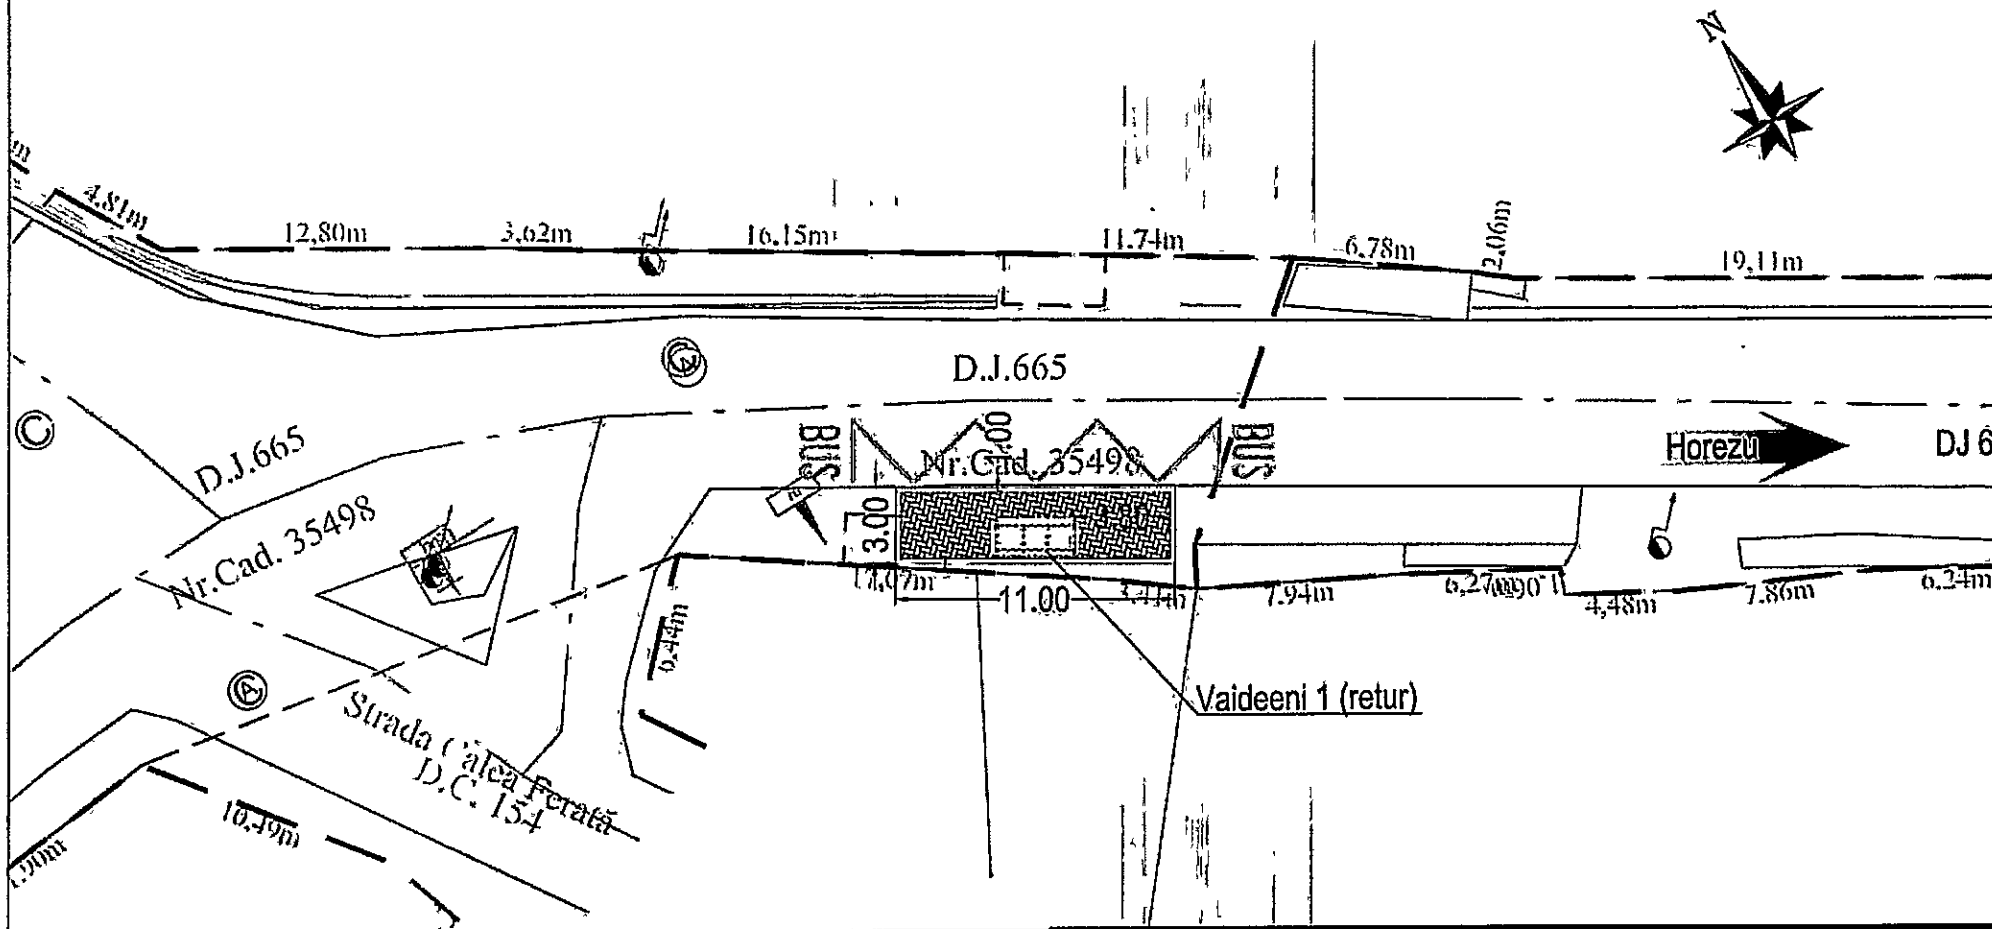 N
4,81m
12,80m
3,62m
16.15m
11.74m
6.78m
2,06m
19,11m
D.J.665
C
D.J.665
Nr.Cad. 35498
BUS
BUS
Nr.Cad. 35498
Horezu
DJ 6
3.00
11.00
7.94m
4,48m
7.86m
6.24m
6,44m
A
Vaideeni 1 (retur)
Strada Calea Ferată
D.C. 154
10,49m